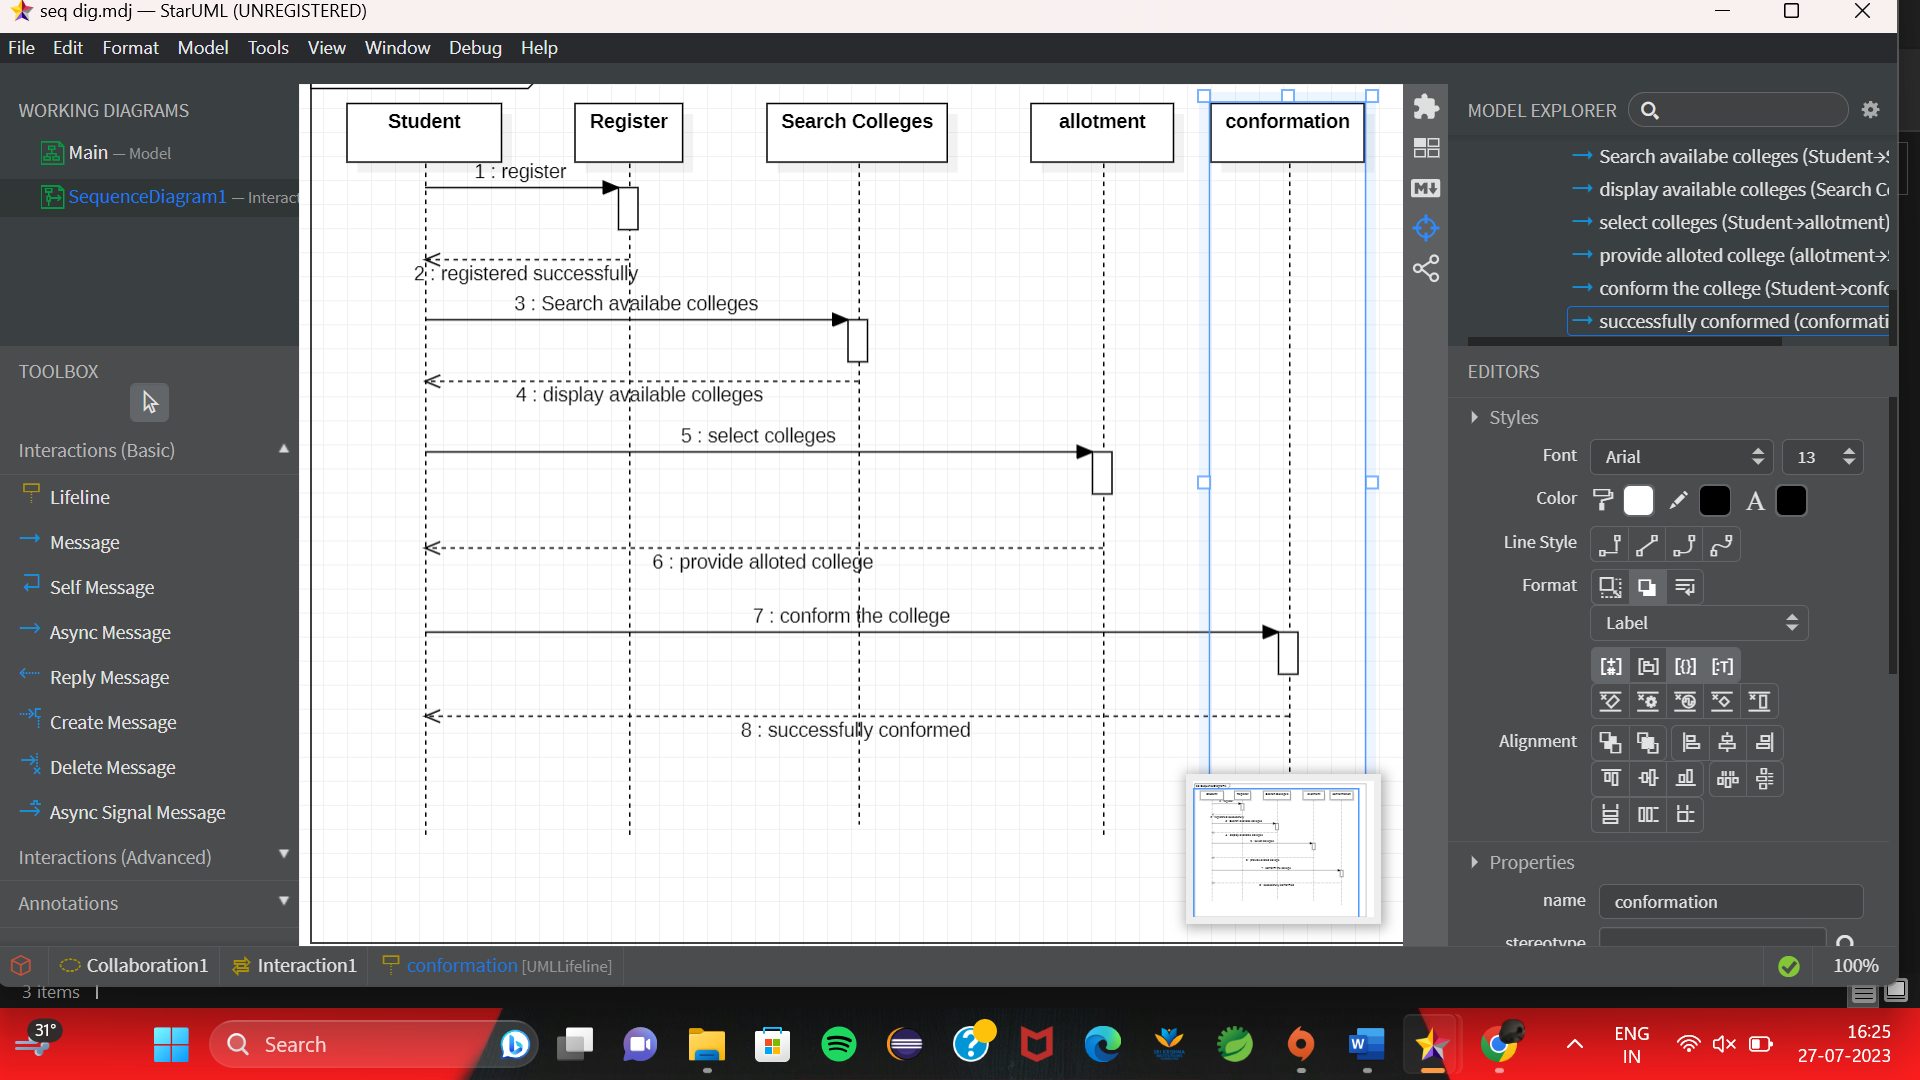 seq dig.mdj — StarUML (UNREGISTERED)
File Edit Format Model Tools View Window Debug Help
WORKING DIAGRAMS
Main — Model
SequenceDiagram1 — Interact
TOOLBOX
Interactions (Basic)
Lifeline
Message
Self Message
Async Message
Reply Message
Create Message
Delete Message
Async Signal Message
Interactions (Advanced)
Annotations
Student Register Search Colleges allotment conformation
1 : register
2 : registered successfully
3 : Search availabe colleges
4 : display available colleges
5 : select colleges
6 : provide alloted college
7 : conform the college
8 : successfully conformed
MODEL EXPLORER
Search availabe colleges (Student→S
display available colleges (Search Co
select colleges (Student→allotment)
provide alloted college (allotment→S
conform the college (Student→confo
successfully conformed (conformati
EDITORS
Styles
Font Arial 13
Color A
Line Style
Format
Label
Alignment
Properties
name conformation
stereotype
Collaboration1 Interaction1 conformation [UMLLifeline] 100%
3 items
31°
Search
ENG
IN
16:25
27-07-2023